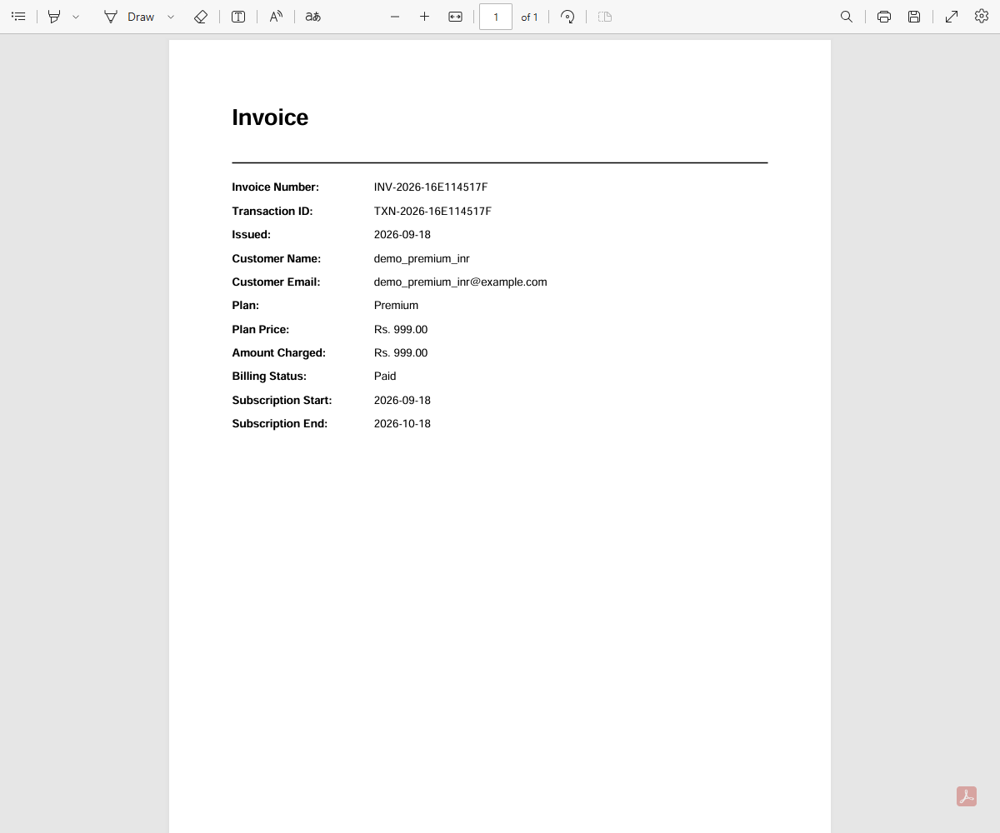 Draw
1 of 1
Invoice
Invoice Number: INV-2026-16E114517F
Transaction ID: TXN-2026-16E114517F
Issued: 2026-09-18
Customer Name: demo_premium_inr
Customer Email: demo_premium_inr@example.com
Plan: Premium
Plan Price: Rs. 999.00
Amount Charged: Rs. 999.00
Billing Status: Paid
Subscription Start: 2026-09-18
Subscription End: 2026-10-18